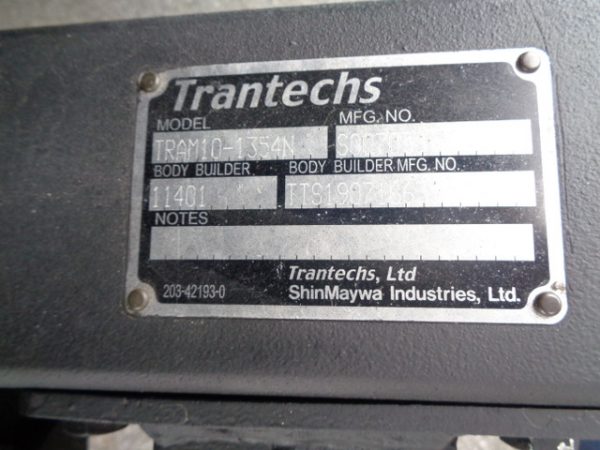 Trantechs
MODEL MFG. NO.
TRAM10-1354N
BODY BUILDER BODY BUILDER MFG. NO.
11401
NOTES
Trantechs, Ltd
203-42193-0 ShinMaywa Industries, Ltd.